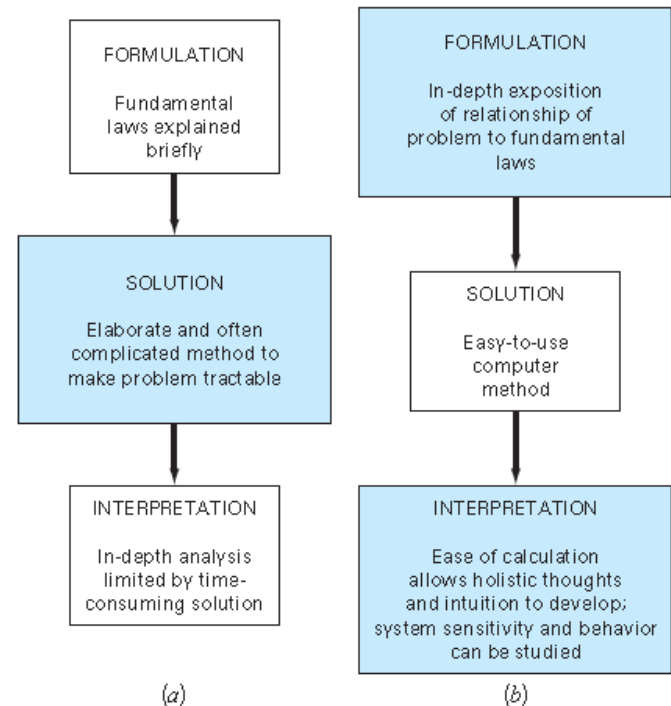 FORMULATION
Fundamental
laws explained
briefly
SOLUTION
Elaborate and often
complicated method to
make problem tractable
INTERPRETATION
In-depth analysis
limited by time-
consuming solution
(a)
FORMULATION
In-depth exposition
of relationship of
problem to fundamental
laws
SOLUTION
Easy-to-use
computer
method
INTERPRETATION
Ease of calculation
allows holistic thoughts
and intuition to develop;
system sensitivity and behavior
can be studied
(b)